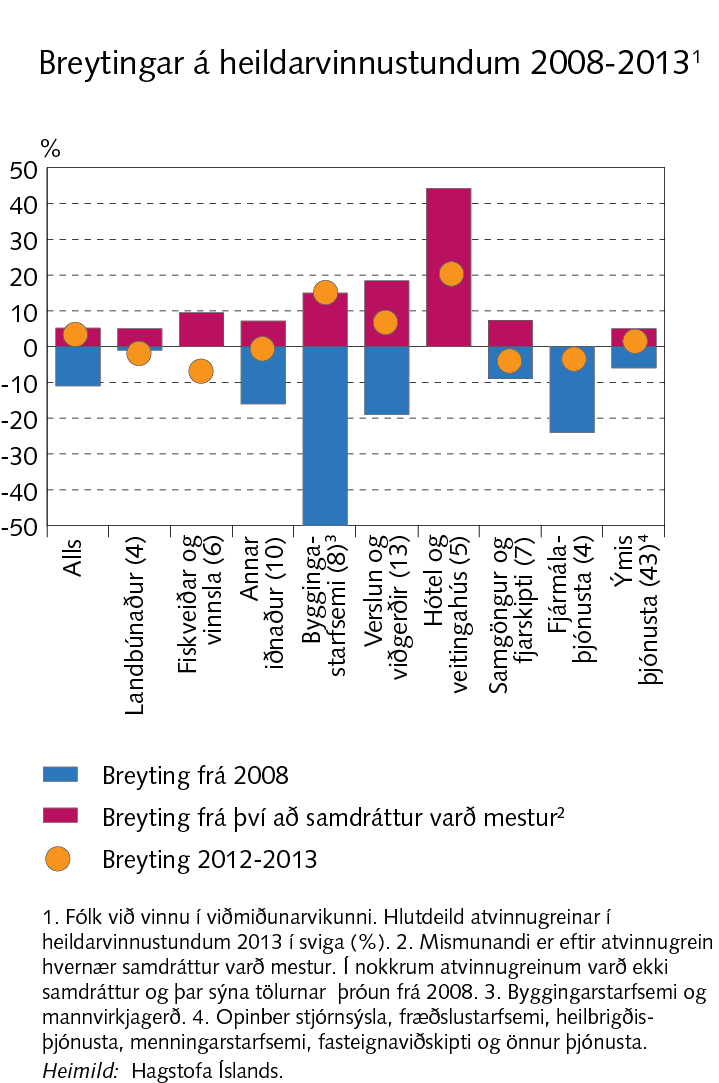 Breytingar á heildarvinnustundum 2008-2013¹
%
50
40
30
20
10
0
-10
-20
-30
-40
-50
Alls
Landbúnaður (4)
Fiskveiðar og
vinnsla (6)
Annar
iðnaður (10)
Bygginga-
starfsemi (8)³
Verslun og
viðgerðir (13)
Hótel og
veitingahús (5)
Samgöngur og
fjarskipti (7)
Fjármála-
þjónusta (4)
Ýmis
þjónusta (43)⁴
Breyting frá 2008
Breyting frá því að samdráttur varð mestur²
Breyting 2012-2013
1. Fólk við vinnu í viðmiðunarvikunni. Hlutdeild atvinnugreinar í
heildarvinnustundum 2013 í sviga (%). 2. Mismunandi er eftir atvinnugrein
hvernær samdráttur varð mestur. Í nokkrum atvinnugreinum varð ekki
samdráttur og þar sýna tölurnar þróun frá 2008. 3. Byggingarstarfsemi og
mannvirkjagerð. 4. Opinber stjórnsýsla, fræðslustarfsemi, heilbrigðis-
þjónusta, menningarstarfsemi, fasteignaviðskipti og önnur þjónusta.
Heimild: Hagstofa Íslands.